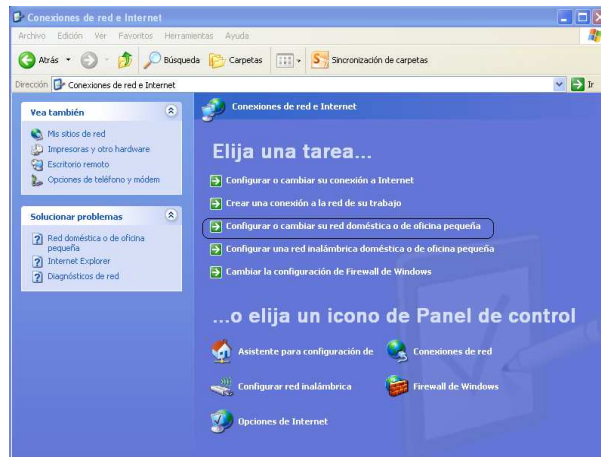 Conexiones de red e Internet
Archivo Edición Ver Favoritos Herramientas Ayuda
Atrás Búsqueda Carpetas Sincronización de carpetas
Dirección Conexiones de red e Internet Ir
Vea también
Mis sitios de red
Impresoras y otro hardware
Escritorio remoto
Opciones de teléfono y módem
Solucionar problemas
Red doméstica o de oficina
pequeña
Internet Explorer
Diagnósticos de red
Conexiones de red e Internet
Elija una tarea...
Configurar o cambiar su conexión a Internet
Crear una conexión a la red de su trabajo
Configurar o cambiar su red doméstica o de oficina pequeña
Configurar una red inalámbrica doméstica o de oficina pequeña
Cambiar la configuración de Firewall de Windows
...o elija un icono de Panel de control
Asistente para configuración de Conexiones de red
Configurar red inalámbrica Firewall de Windows
Opciones de Internet